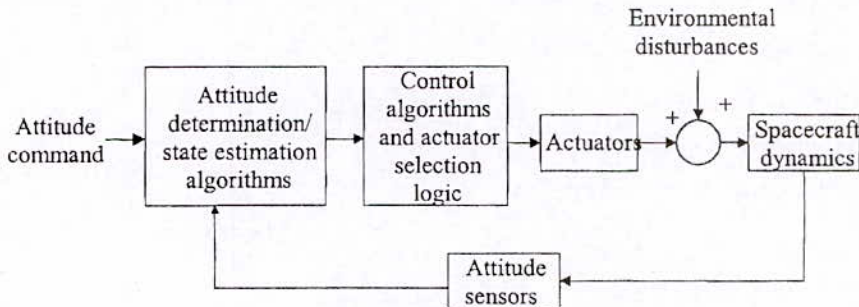 Environmental
disturbances
Attitude
command
Attitude
determination/
state estimation
algorithms
Control
algorithms
and actuator
selection
logic
Actuators
+
+
Spacecraft
dynamics
Attitude
sensors